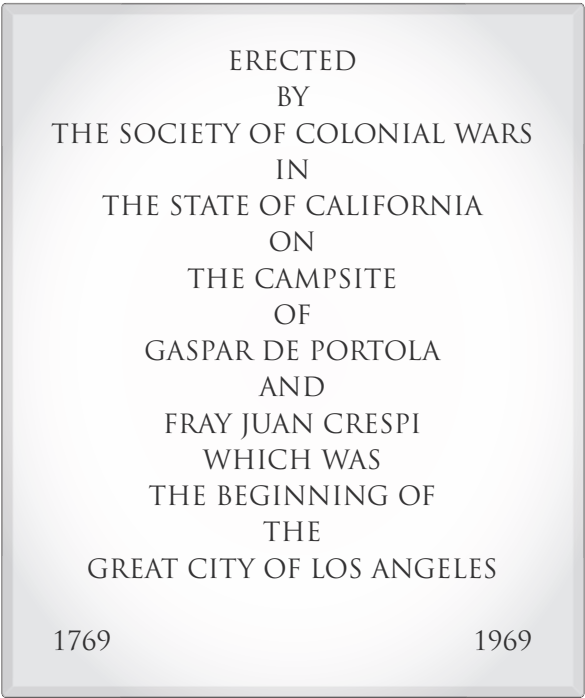 ERECTED
BY
THE SOCIETY OF COLONIAL WARS
IN
THE STATE OF CALIFORNIA
ON
THE CAMPSITE
OF
GASPAR DE PORTOLA
AND
FRAY JUAN CRESPI
WHICH WAS
THE BEGINNING OF
THE
GREAT CITY OF LOS ANGELES
1769 1969